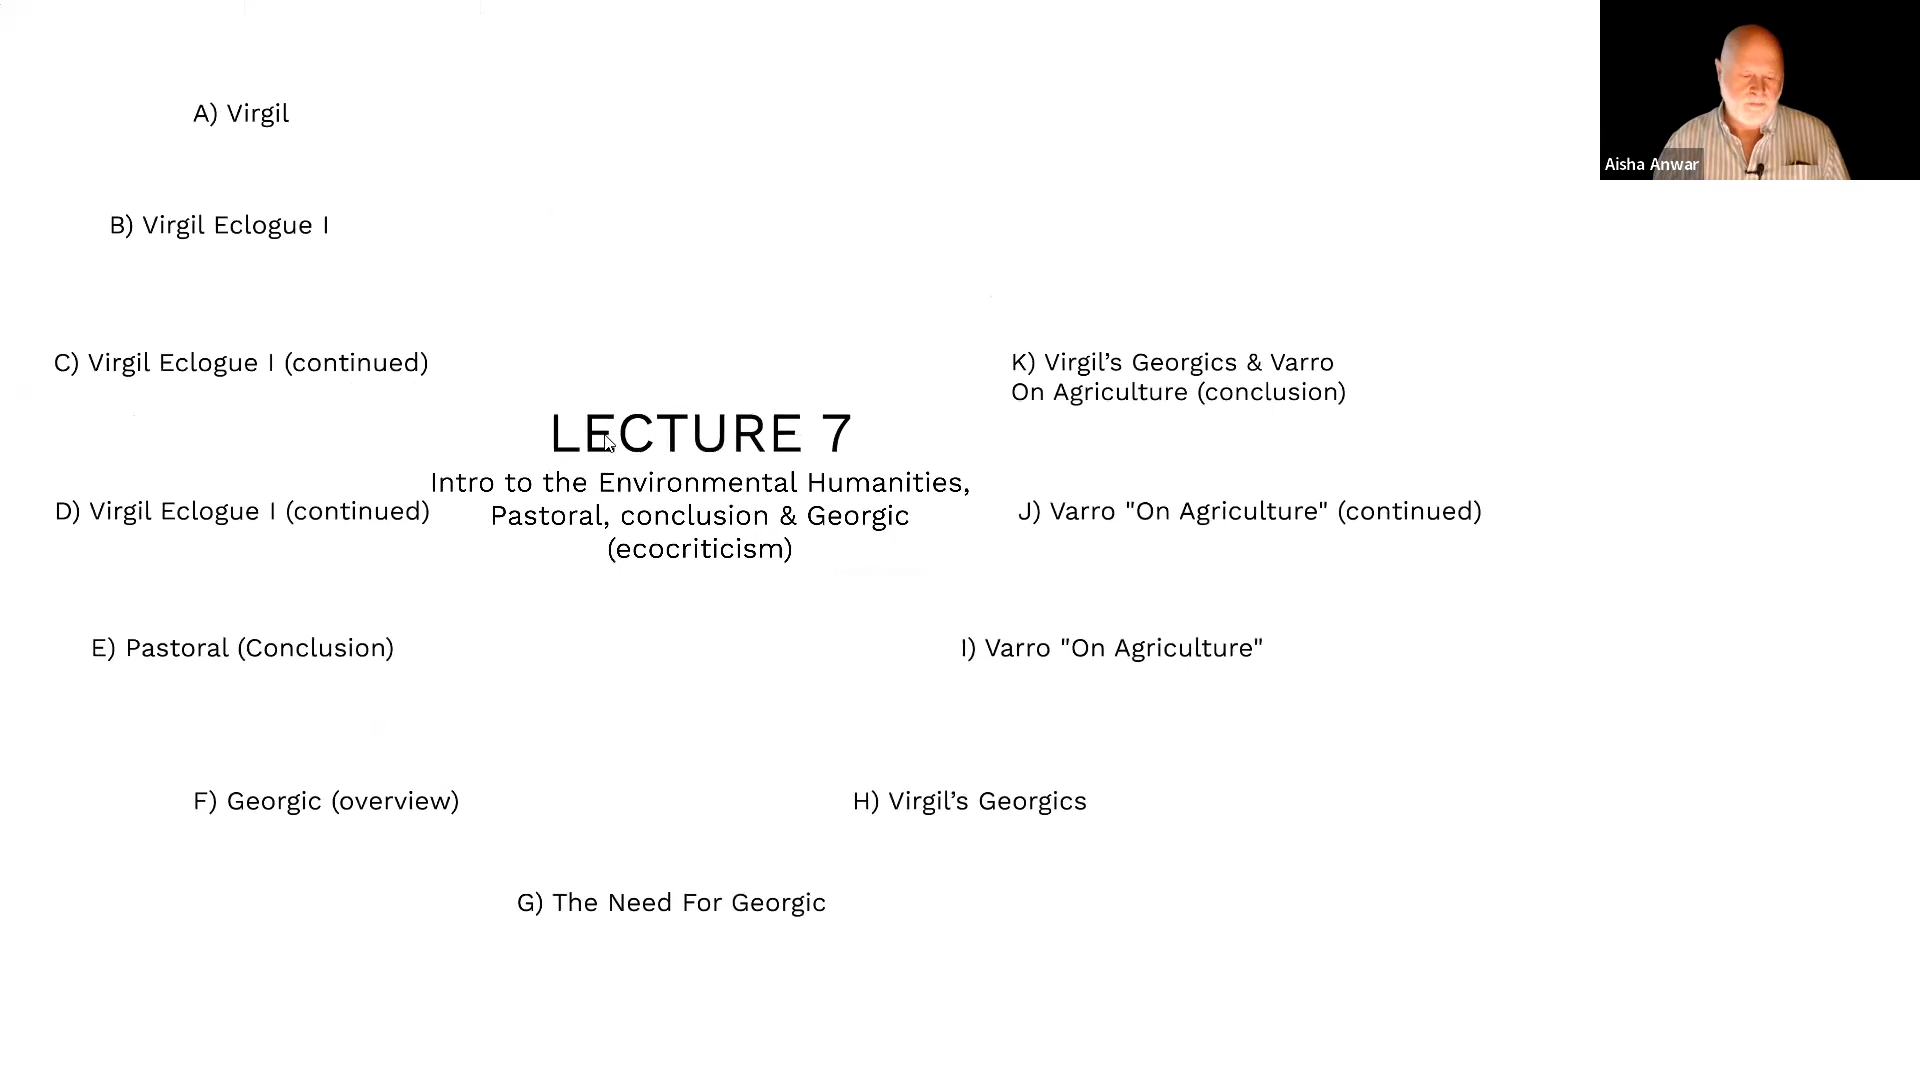 A) Virgil
B) Virgil Eclogue I
C) Virgil Eclogue I (continued)
D) Virgil Eclogue I (continued)
E) Pastoral (Conclusion)
F) Georgic (overview)
G) The Need For Georgic
H) Virgil’s Georgics
I) Varro "On Agriculture"
J) Varro "On Agriculture" (continued)
K) Virgil’s Georgics & Varro
On Agriculture (conclusion)
LECTURE 7
Intro to the Environmental Humanities,
Pastoral, conclusion & Georgic
(ecocriticism)
Aisha Anwar